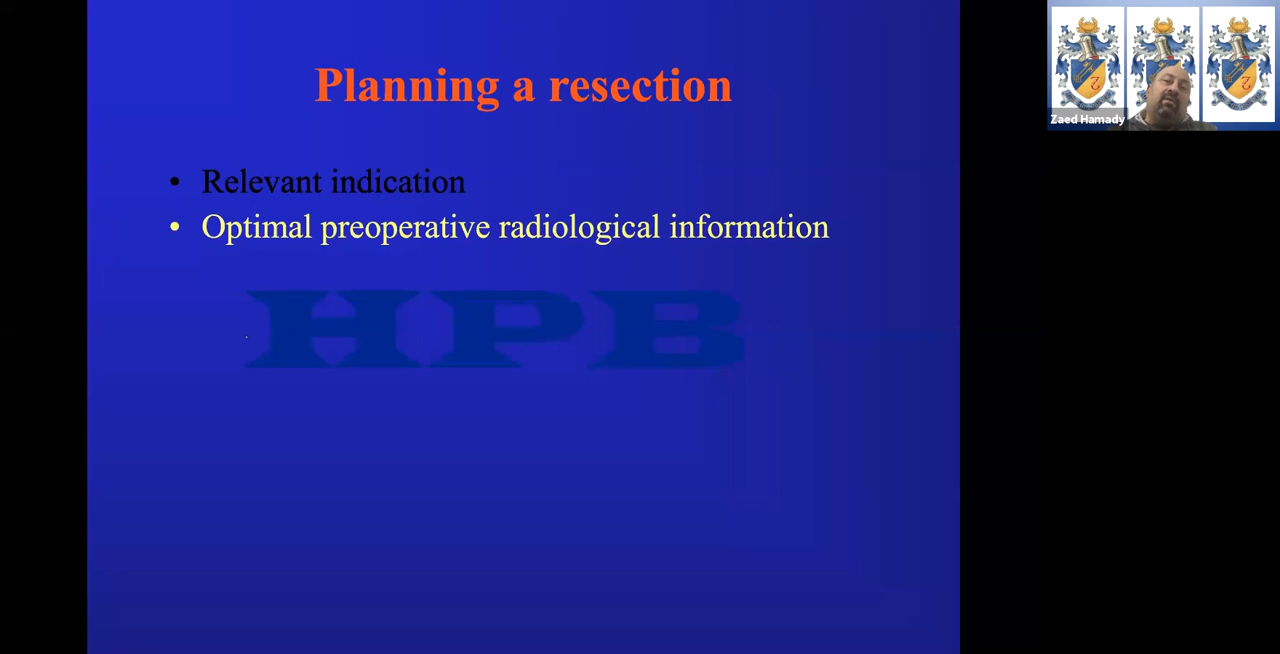 Planning a resection
• Relevant indication
• Optimal preoperative radiological information
HPB
Zaed Hamady